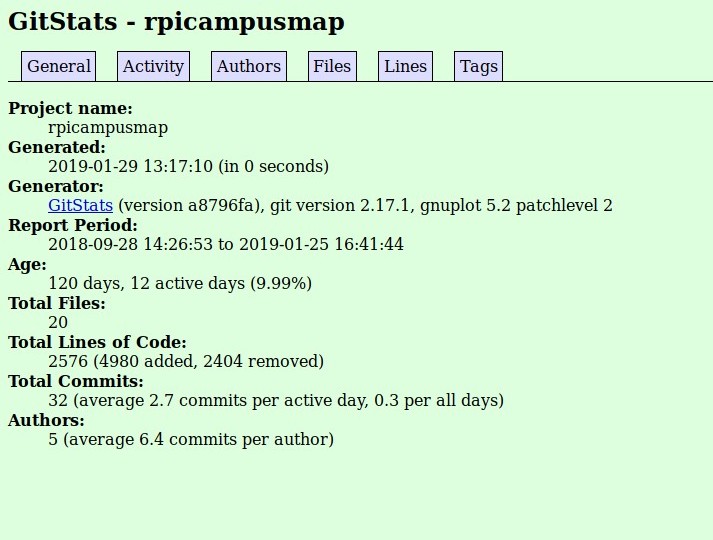 GitStats - rpicampusmap
General Activity Authors Files Lines Tags
Project name:
rpicampusmap
Generated:
2019-01-29 13:17:10 (in 0 seconds)
Generator:
GitStats (version a8796fa), git version 2.17.1, gnuplot 5.2 patchlevel 2
Report Period:
2018-09-28 14:26:53 to 2019-01-25 16:41:44
Age:
120 days, 12 active days (9.99%)
Total Files:
20
Total Lines of Code:
2576 (4980 added, 2404 removed)
Total Commits:
32 (average 2.7 commits per active day, 0.3 per all days)
Authors:
5 (average 6.4 commits per author)